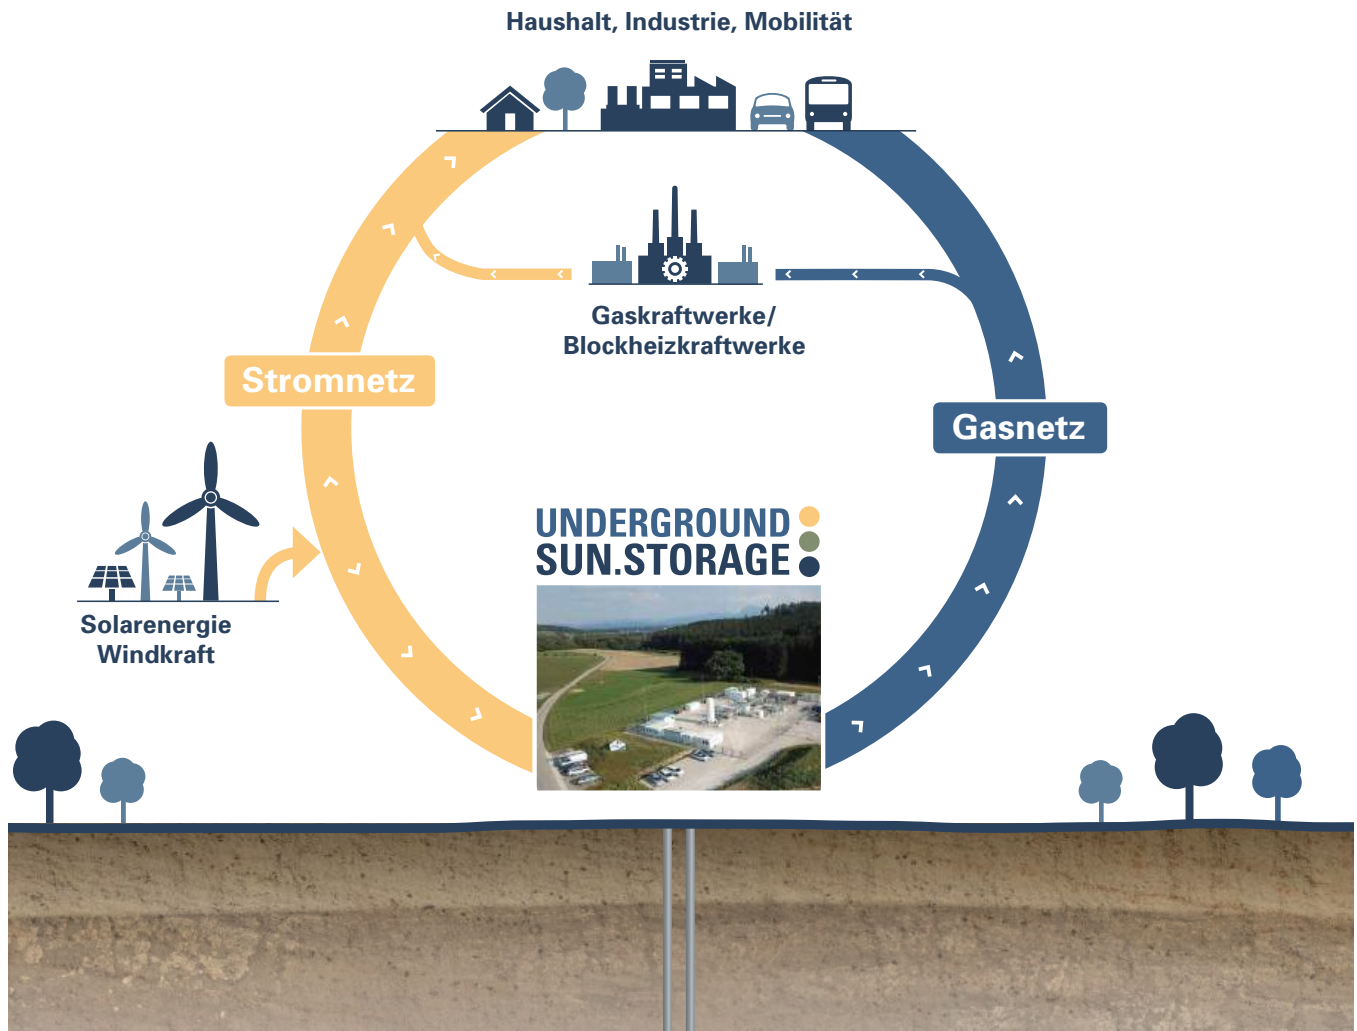 Haushalt, Industrie, Mobilität
Gaskraftwerke/
Blockheizkraftwerke
Stromnetz
Gasnetz
UNDERGROUND
SUN.STORAGE
Solarenergie
Windkraft